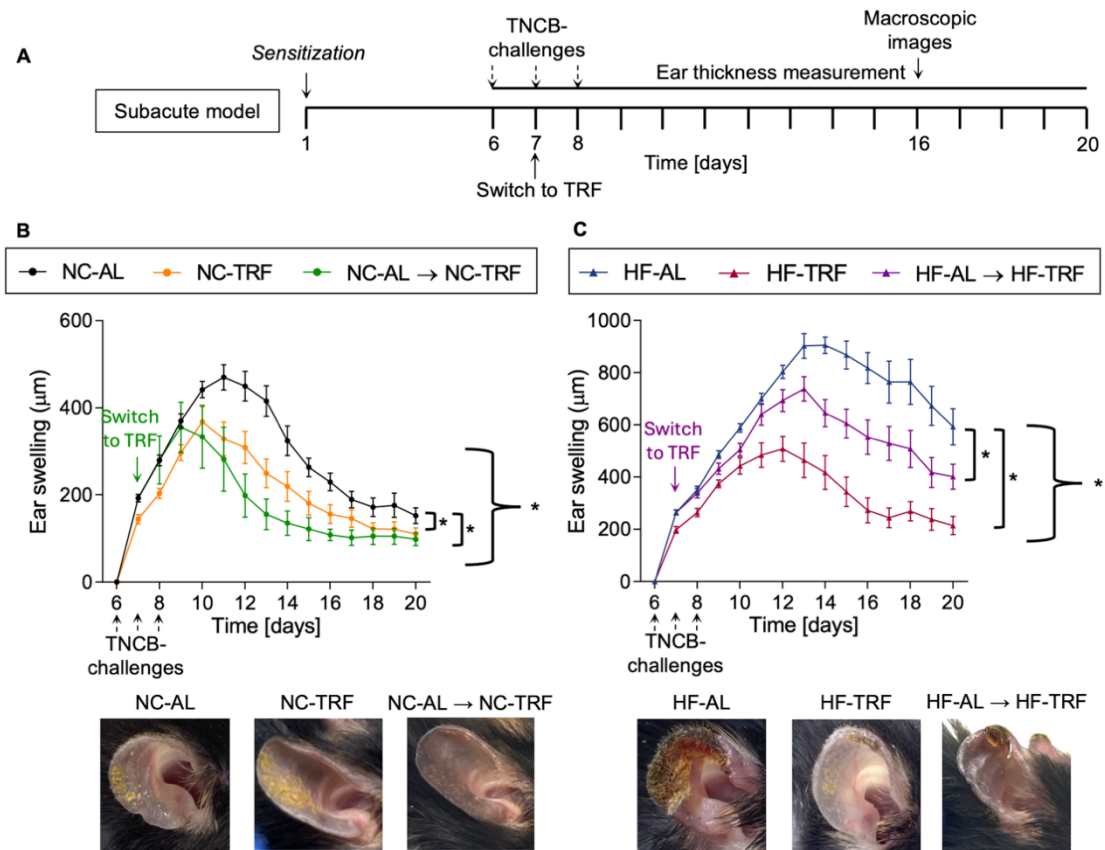 A
Subacute model
Sensitization
TNCB-
challenges
Macroscopic
images
Ear thickness measurement
1
6
7
8
16
20
Time [days]
Switch to TRF
B
NC-AL
NC-TRF
NC-AL → NC-TRF
Ear swelling (μm)
600
400
200
0
Switch
to TRF
*
*
*
6
8
10
12
14
16
18
20
Time [days]
TNCB-
challenges
NC-AL
NC-TRF
NC-AL → NC-TRF
C
HF-AL
HF-TRF
HF-AL → HF-TRF
Ear swelling (μm)
1000
800
600
400
200
0
Switch
to TRF
*
*
*
6
8
10
12
14
16
18
20
Time [days]
TNCB-
challenges
HF-AL
HF-TRF
HF-AL → HF-TRF